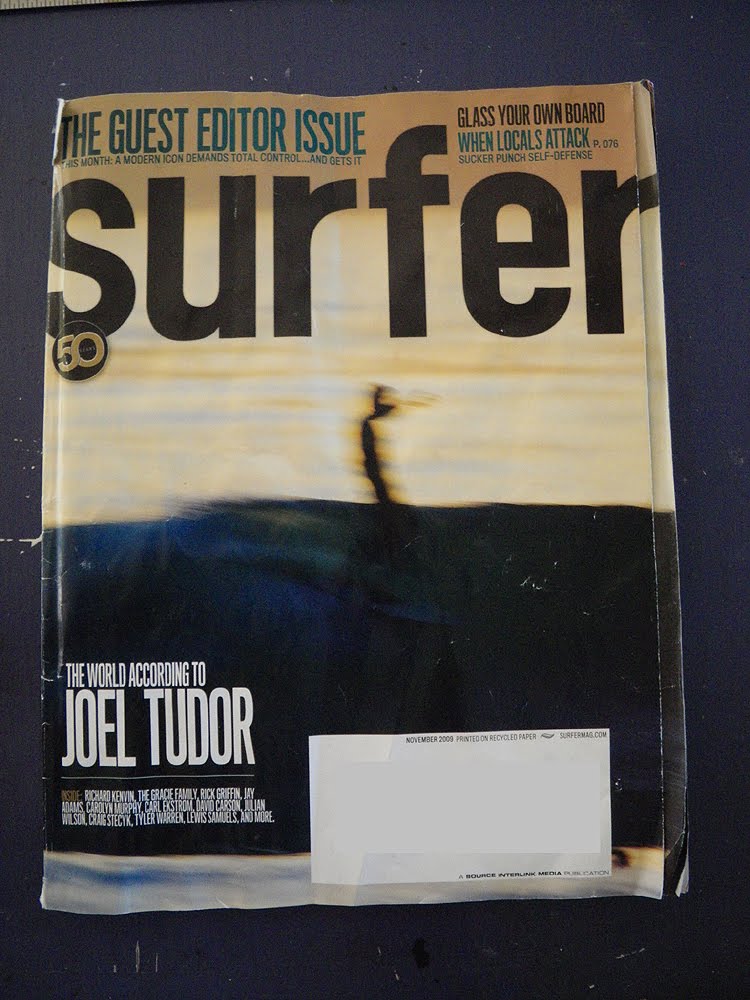 THE GUEST EDITOR ISSUE
THIS MONTH: A MODERN ICON DEMANDS TOTAL CONTROL...AND GETS IT
GLASS YOUR OWN BOARD
WHEN LOCALS ATTACK P. 076
SUCKER PUNCH SELF-DEFENSE
surfer
50
YEARS
THE WORLD ACCORDING TO
JOEL TUDOR
INSIDE: RICHARD KENVIN, THE GRACIE FAMILY, RICK GRIFFIN, JAY
ADAMS, CAROLYN MURPHY, CARL EKSTROM, DAVID CARSON, JULIAN
WILSON, CRAIG STECYK, TYLER WARREN, LEWIS SAMUELS, AND MORE.
NOVEMBER 2009 PRINTED ON RECYCLED PAPER SURFERMAG.COM
A SOURCE INTERLINK MEDIA PUBLICATION